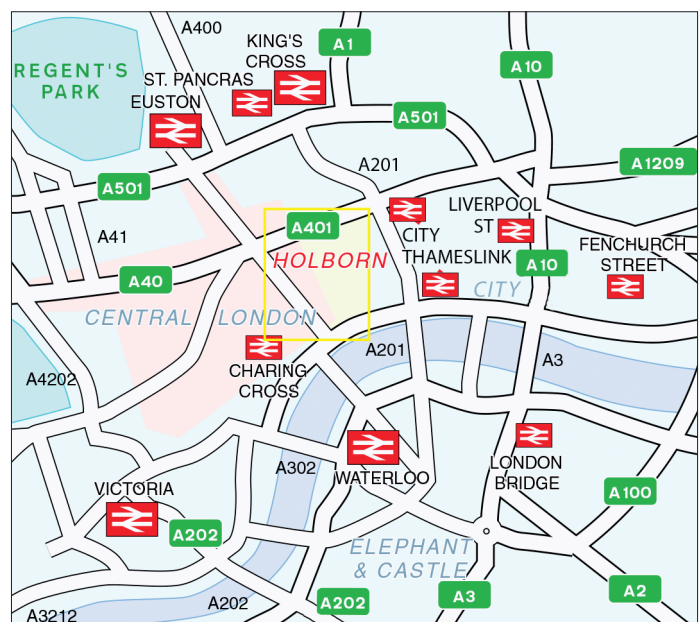 A400
KING'S
CROSS
A1
A10
REGENT'S
PARK
ST. PANCRAS
EUSTON
A501
A201
A1209
A501
LIVERPOOL
ST
A401
CITY
A41
FENCHURCH
STREET
THAMESLINK
HOLBORN
A10
A40
CITY
CENTRAL LONDON
A201
A3
CHARING
CROSS
A4202
A302
WATERLOO
LONDON
BRIDGE
VICTORIA
A100
A202
ELEPHANT
& CASTLE
A2
A3
A202
A202
A3212